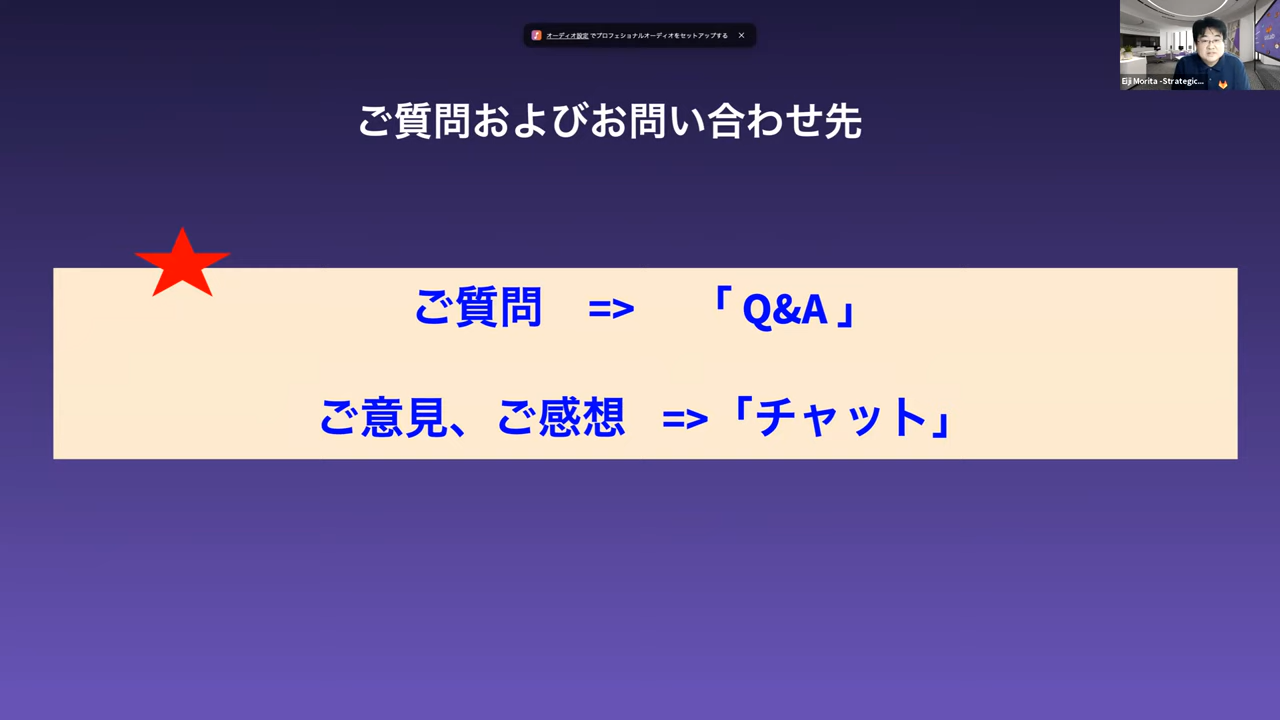 オーディオ設定 でプロフェショナルオーディオをセットアップする
Eiji Morita -Strategic...
ご質問およびお問い合わせ先
ご質問 => 「 Q&A 」
ご意見、ご感想 =>「チャット」